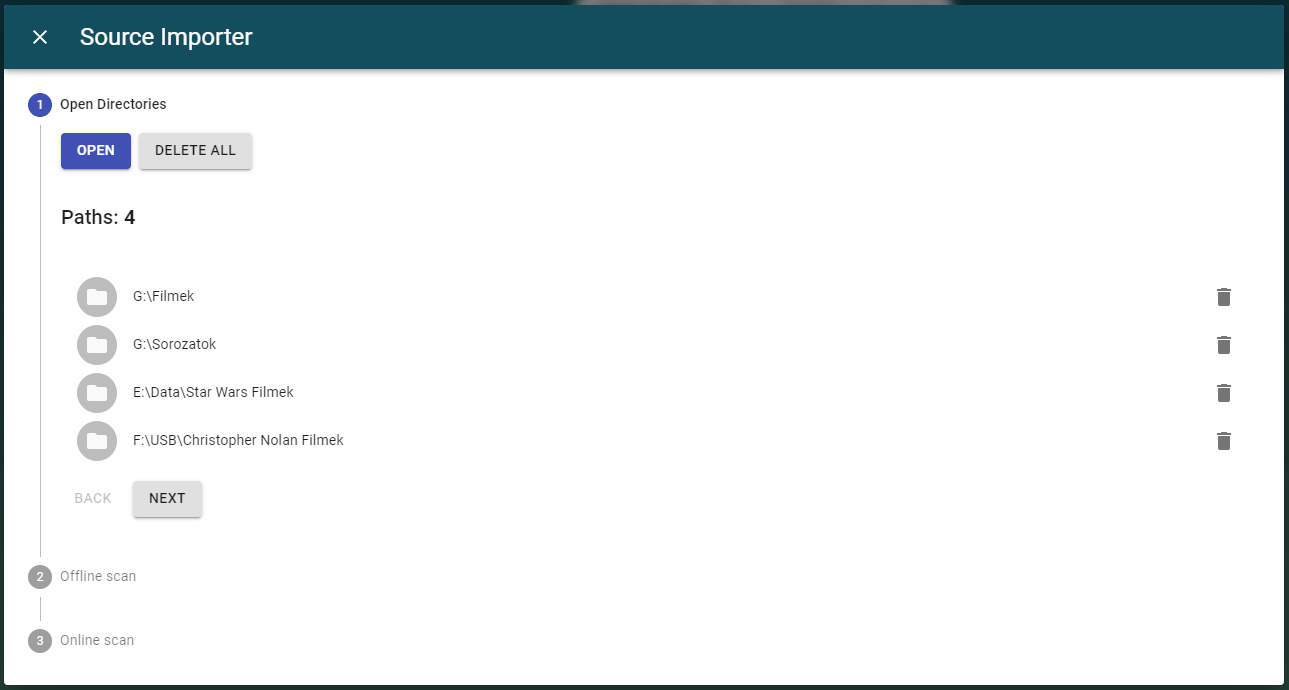 Source Importer
1 Open Directories
OPEN DELETE ALL
Paths: 4
G:\Filmek
G:\Sorozatok
E:\Data\Star Wars Filmek
F:\USB\Christopher Nolan Filmek
BACK NEXT
2 Offline scan
3 Online scan